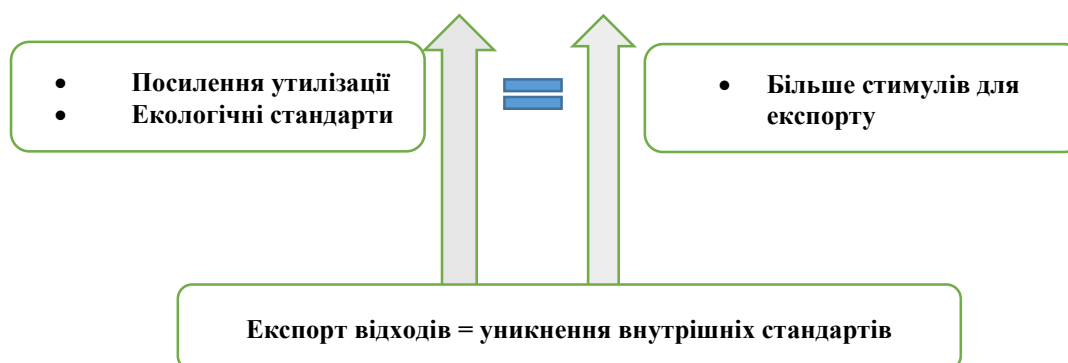 • Посилення утилізації
• Екологічні стандарти
• Більше стимулів для
експорту
Експорт відходів = уникнення внутрішніх стандартів